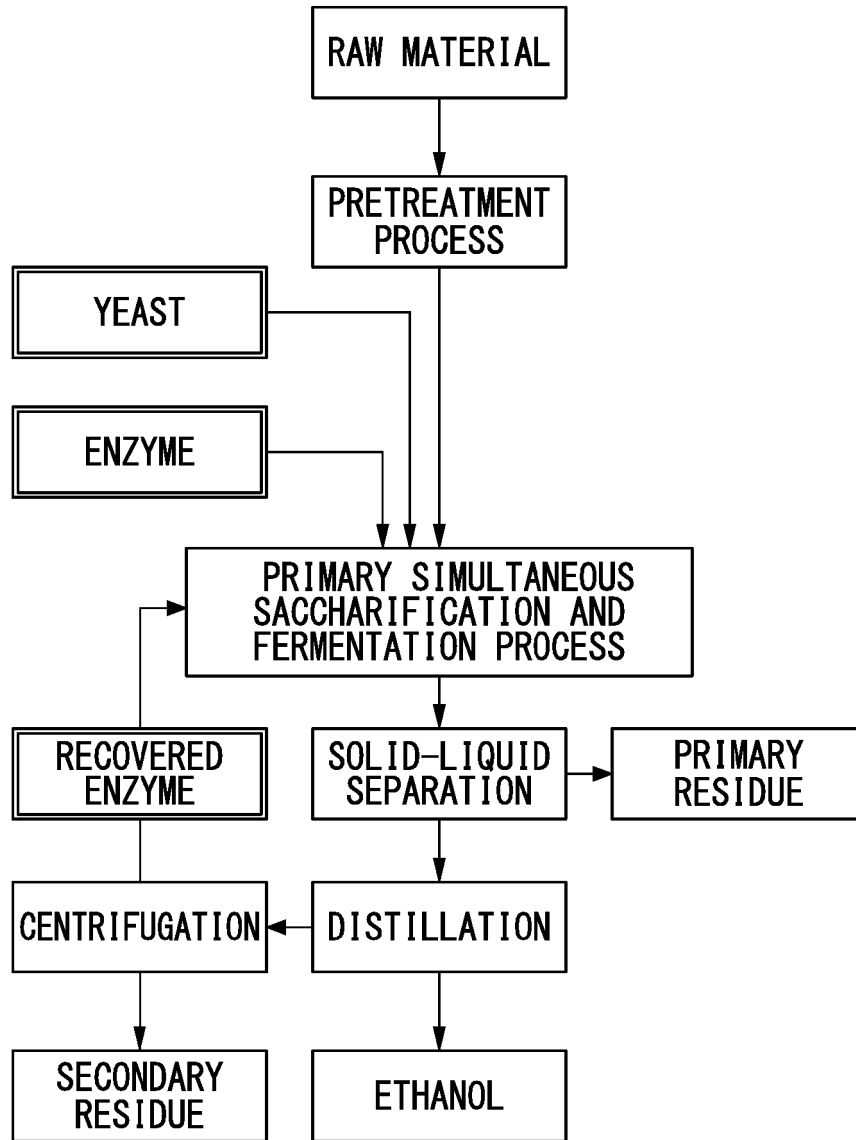 RAW MATERIAL
PRETREATMENT
PROCESS
YEAST
ENZYME
PRIMARY SIMULTANEOUS
SACCHARIFICATION AND
FERMENTATION PROCESS
RECOVERED
ENZYME
SOLID-LIQUID
SEPARATION
PRIMARY
RESIDUE
CENTRIFUGATION
DISTILLATION
SECONDARY
RESIDUE
ETHANOL